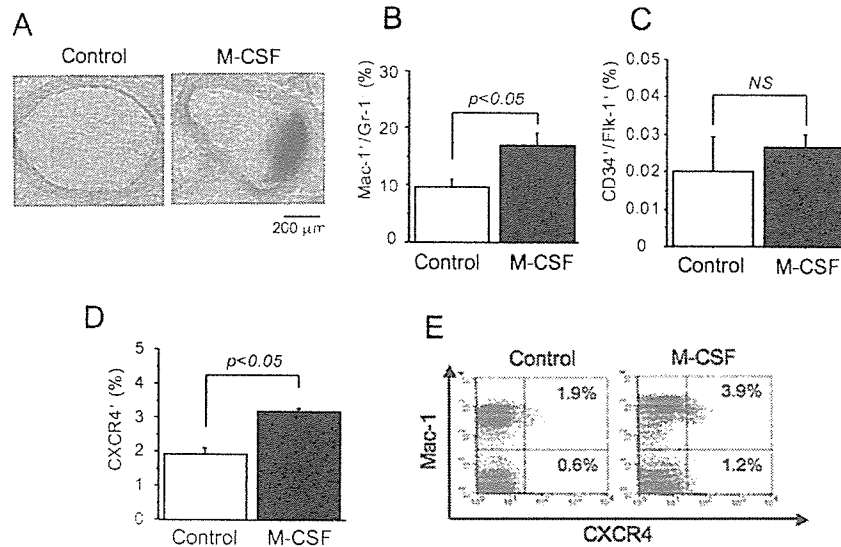 A
Control M-CSF
200 µm
B
Mac-1⁺/Gr-1⁻ (%)
30
20
10
0
p<0.05
Control M-CSF
C
CD34⁺/Flk-1⁺ (%)
0.05
0.04
0.03
0.02
0.01
0
NS
Control M-CSF
D
CXCR4⁺ (%)
5
4
3
2
1
0
p<0.05
Control M-CSF
E
Control M-CSF
Mac-1
1.9% 3.9%
0.6% 1.2%
CXCR4